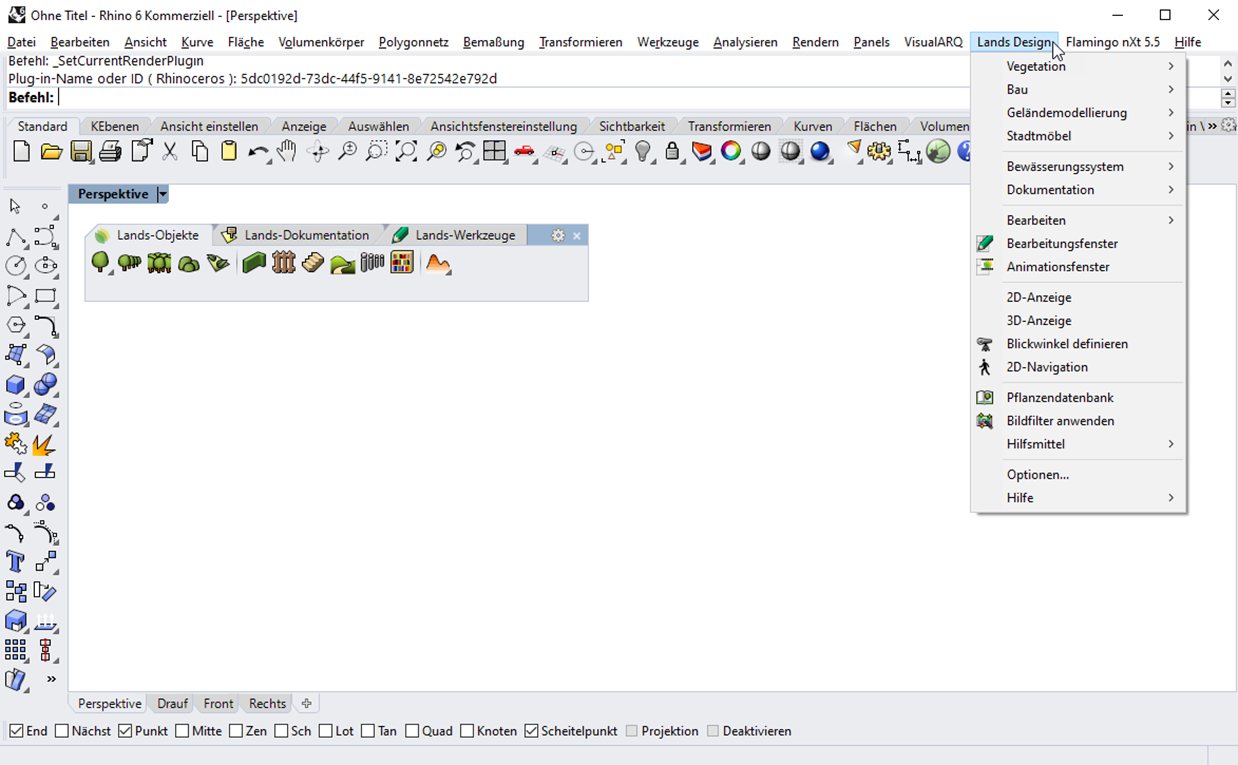 Ohne Titel - Rhino 6 Kommerziell - [Perspektive]
Datei Bearbeiten Ansicht Kurve Fläche Volumenkörper Polygonnetz Bemaßung Transformieren Werkzeuge Analysieren Rendern Panels VisualARQ Lands Design Flamingo nXt 5.5 Hilfe
Befehl: _SetCurrentRenderPlugin
Plug-in-Name oder ID ( Rhinoceros ): 5dc0192d-73dc-44f5-9141-8e72542e792d
Befehl:
Standard KEbenen Ansicht einstellen Anzeige Auswählen Ansichtsfenstereinstellung Sichtbarkeit Transformieren Kurven Flächen Volumen in \ »
Perspektive
Lands-Objekte Lands-Dokumentation Lands-Werkzeuge
Vegetation
Bau
Geländemodellierung
Stadtmöbel
Bewässerungssystem
Dokumentation
Bearbeiten
Bearbeitungsfenster
Animationsfenster
2D-Anzeige
3D-Anzeige
Blickwinkel definieren
2D-Navigation
Pflanzendatenbank
Bildfilter anwenden
Hilfsmittel
Optionen...
Hilfe
»
Perspektive Drauf Front Rechts
End Nächst Punkt Mitte Zen Sch Lot Tan Quad Knoten Scheitelpunkt Projektion Deaktivieren